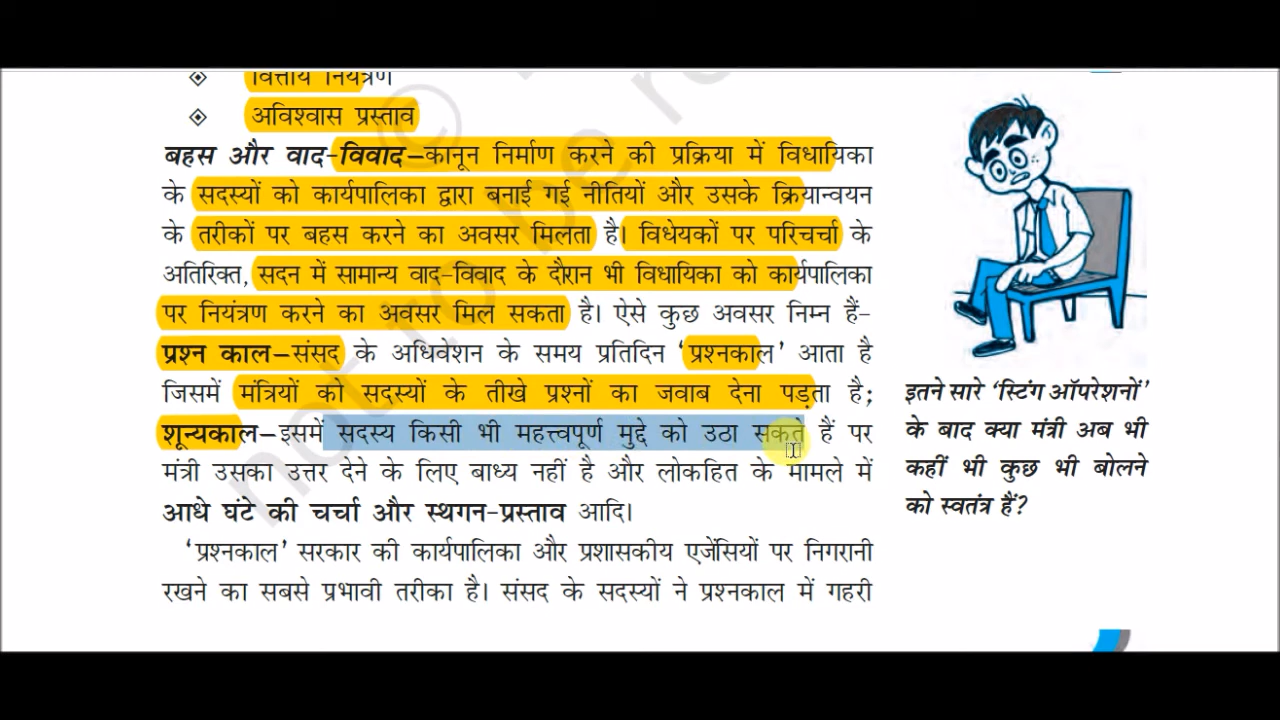 वित्तीय नियंत्रण
अविश्वास प्रस्ताव
बहस और वाद-विवाद–कानून निर्माण करने की प्रक्रिया में विधायिका
के सदस्यों को कार्यपालिका द्वारा बनाई गई नीतियों और उसके क्रियान्वयन
के तरीकों पर बहस करने का अवसर मिलता है। विधेयकों पर परिचर्चा के
अतिरिक्त, सदन में सामान्य वाद-विवाद के दौरान भी विधायिका को कार्यपालिका
पर नियंत्रण करने का अवसर मिल सकता है। ऐसे कुछ अवसर निम्न हैं-
प्रश्न काल–संसद के अधिवेशन के समय प्रतिदिन ‘प्रश्नकाल’ आता है
जिसमें मंत्रियों को सदस्यों के तीखे प्रश्नों का जवाब देना पड़ता है;
शून्यकाल–इसमें सदस्य किसी भी महत्त्वपूर्ण मुद्दे को उठा सकते हैं पर
मंत्री उसका उत्तर देने के लिए बाध्य नहीं है और लोकहित के मामले में
आधे घंटे की चर्चा और स्थगन-प्रस्ताव आदि।
‘प्रश्नकाल’ सरकार की कार्यपालिका और प्रशासकीय एजेंसियों पर निगरानी
रखने का सबसे प्रभावी तरीका है। संसद के सदस्यों ने प्रश्नकाल में गहरी
इतने सारे ‘स्टिंग ऑपरेशनों’
के बाद क्या मंत्री अब भी
कहीं भी कुछ भी बोलने
को स्वतंत्र हैं?
not to be re